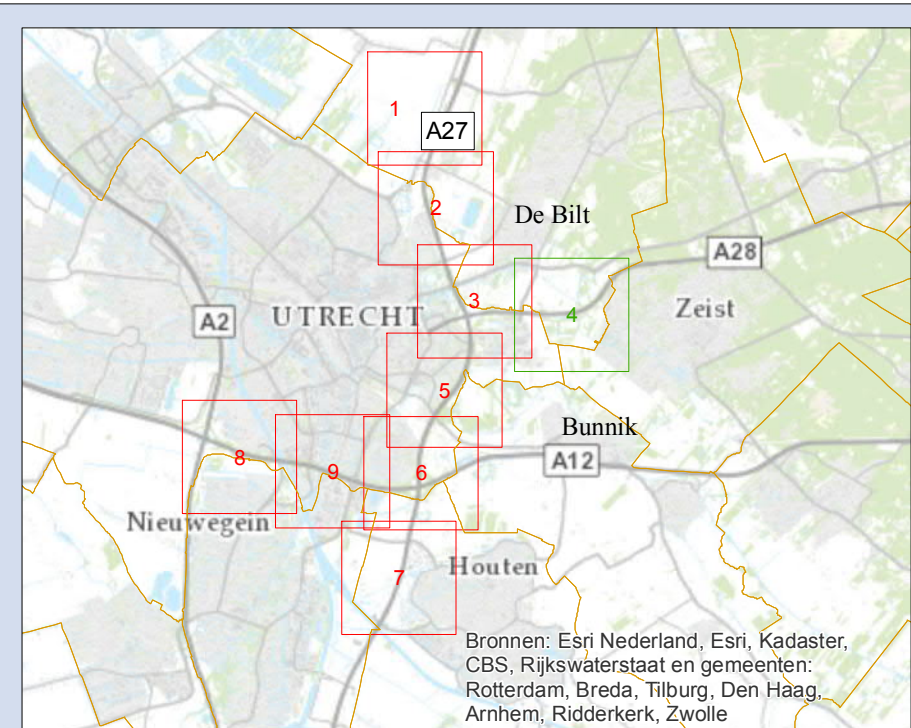 1
A27
2
De Bilt
A28
3
4
Zeist
A2
UTRECHT
5
Bunnik
A12
8
9
6
Nieuwegein
Houten
7
Bronnen: Esri Nederland, Esri, Kadaster,
CBS, Rijkswaterstaat en gemeenten:
Rotterdam, Breda, Tilburg, Den Haag,
Arnhem, Ridderkerk, Zwolle